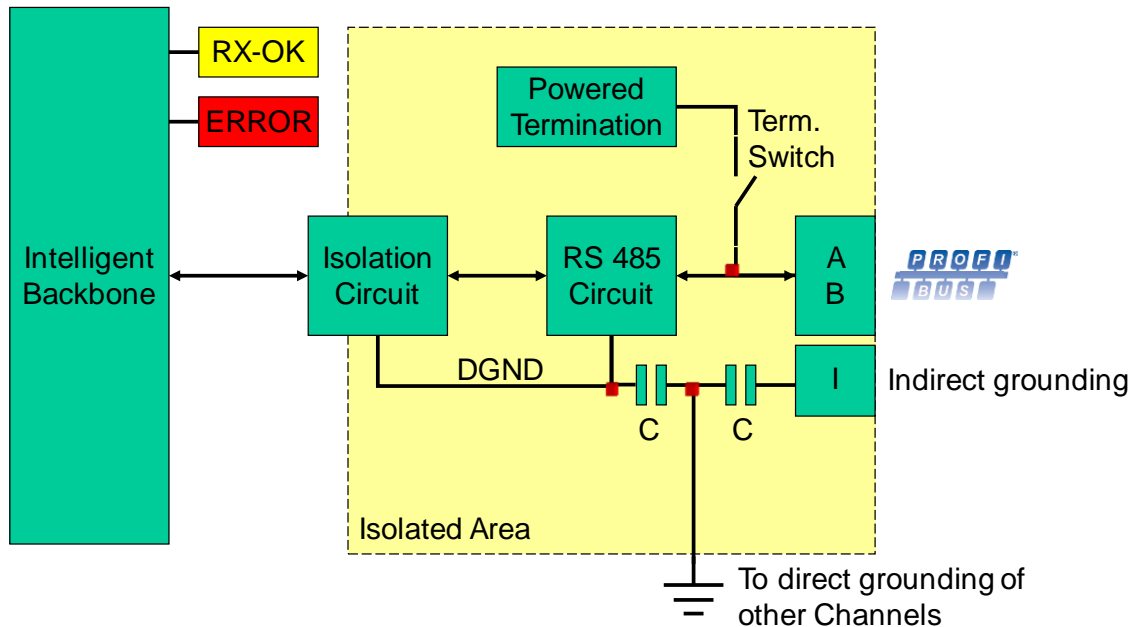 RX-OK
ERROR
Intelligent
Backbone
Powered
Termination
Term.
Switch
Isolation
Circuit
RS 485
Circuit
A
B
PROFI®
BUS
DGND
C
C
I
Indirect grounding
Isolated Area
To direct grounding of
other Channels